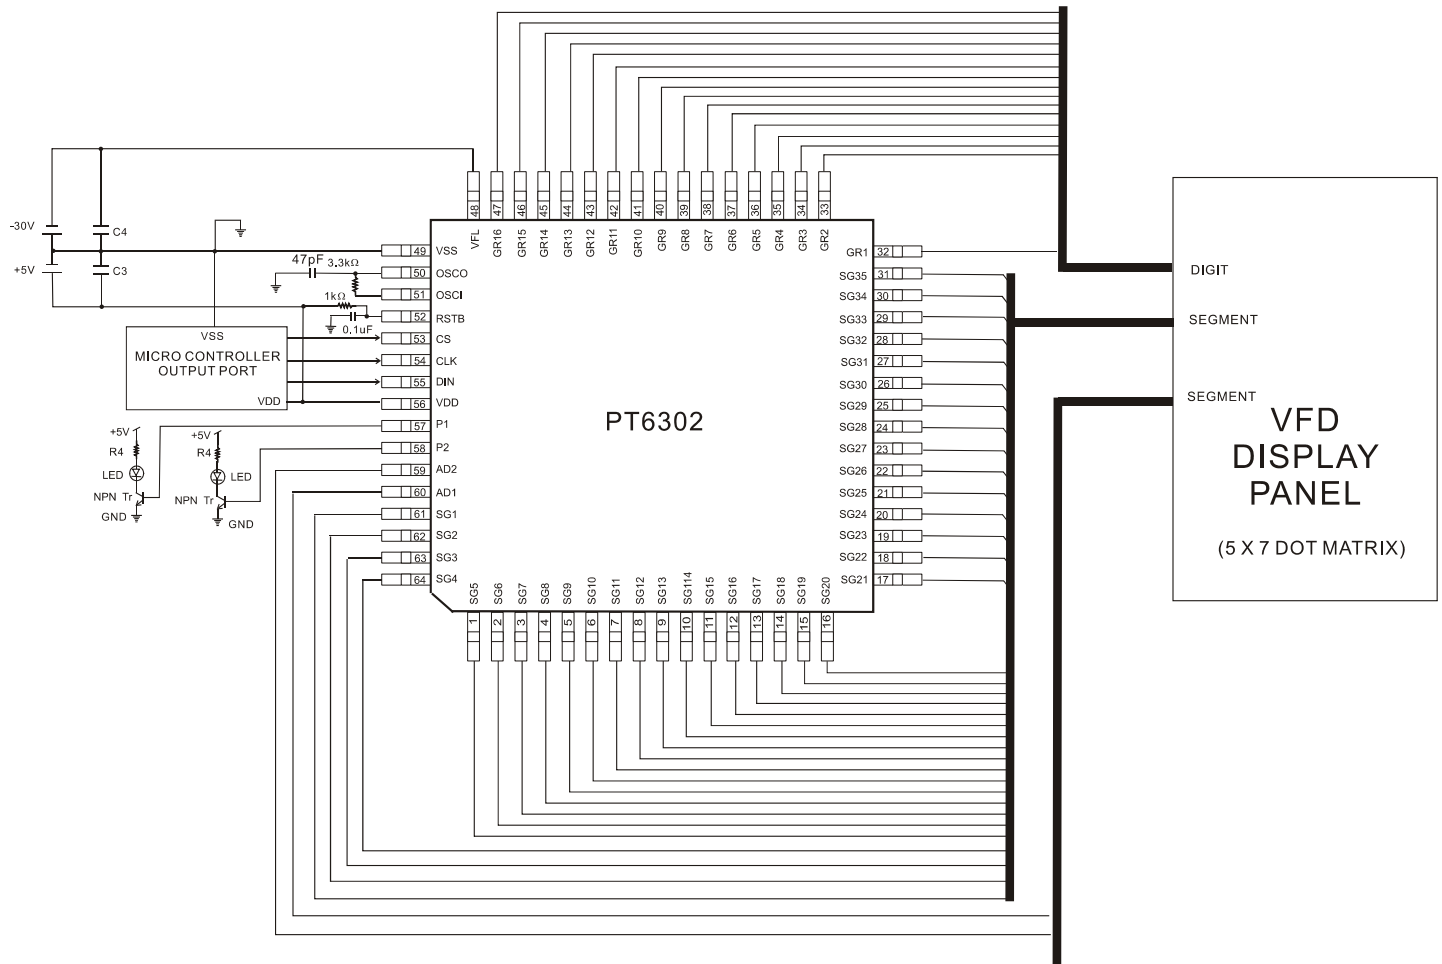 48
47
46
45
44
43
42
41
40
39
38
37
36
35
34
33
VFL
GR16
GR15
GR14
GR13
GR12
GR11
GR10
GR9
GR8
GR7
GR6
GR5
GR4
GR3
GR2
-30V
C4
+5V
C3
47pF
3.3kΩ
1kΩ
0.1uF
VSS
MICRO CONTROLLER
OUTPUT PORT
VDD
49 VSS
50 OSCO
51 OSCI
52 RSTB
53 CS
54 CLK
55 DIN
56 VDD
57 P1
58 P2
59 AD2
60 AD1
61 SG1
62 SG2
63 SG3
64 SG4
+5V
R4
LED
NPN Tr
GND
+5V
R4
LED
NPN Tr
GND
PT6302
GR1 32
SG35 31
SG34 30
SG33 29
SG32 28
SG31 27
SG30 26
SG29 25
SG28 24
SG27 23
SG26 22
SG25 21
SG24 20
SG23 19
SG22 18
SG21 17
SG5
SG6
SG7
SG8
SG9
SG10
SG11
SG12
SG13
SG114
SG15
SG16
SG17
SG18
SG19
SG20
1
2
3
4
5
6
7
8
9
10
11
12
13
14
15
16
DIGIT
SEGMENT
SEGMENT
VFD
DISPLAY
PANEL
(5 X 7 DOT MATRIX)